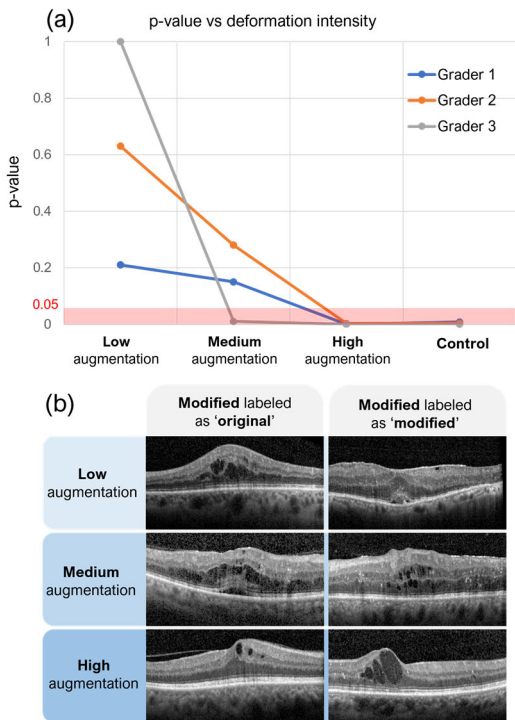 (a)
p-value vs deformation intensity
Grader 1
Grader 2
Grader 3
p-value
1
0.8
0.6
0.4
0.2
0.05
0
Low
augmentation
Medium
augmentation
High
augmentation
Control
(b)
Modified labeled
as ‘original’
Modified labeled
as ‘modified’
Low
augmentation
Medium
augmentation
High
augmentation